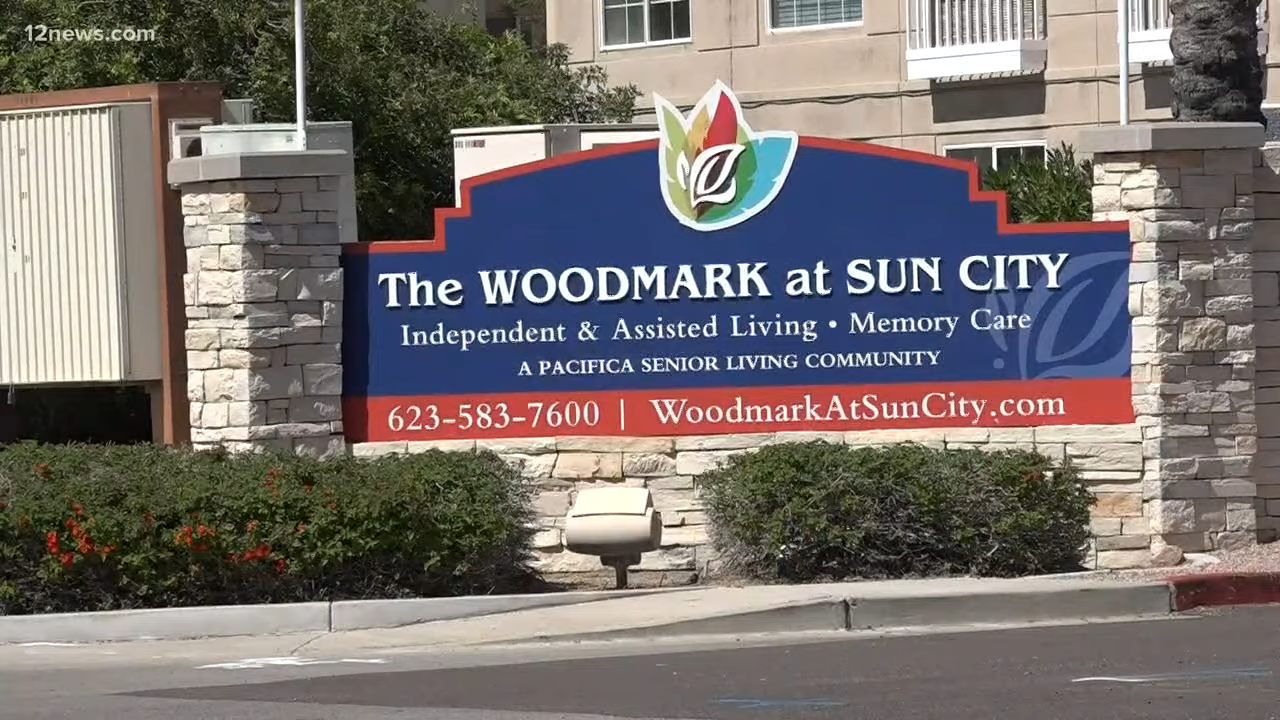 12news.com
The WOODMARK at SUN CITY
Independent & Assisted Living • Memory Care
A PACIFICA SENIOR LIVING COMMUNITY
623-583-7600 | WoodmarkAtSunCity.com